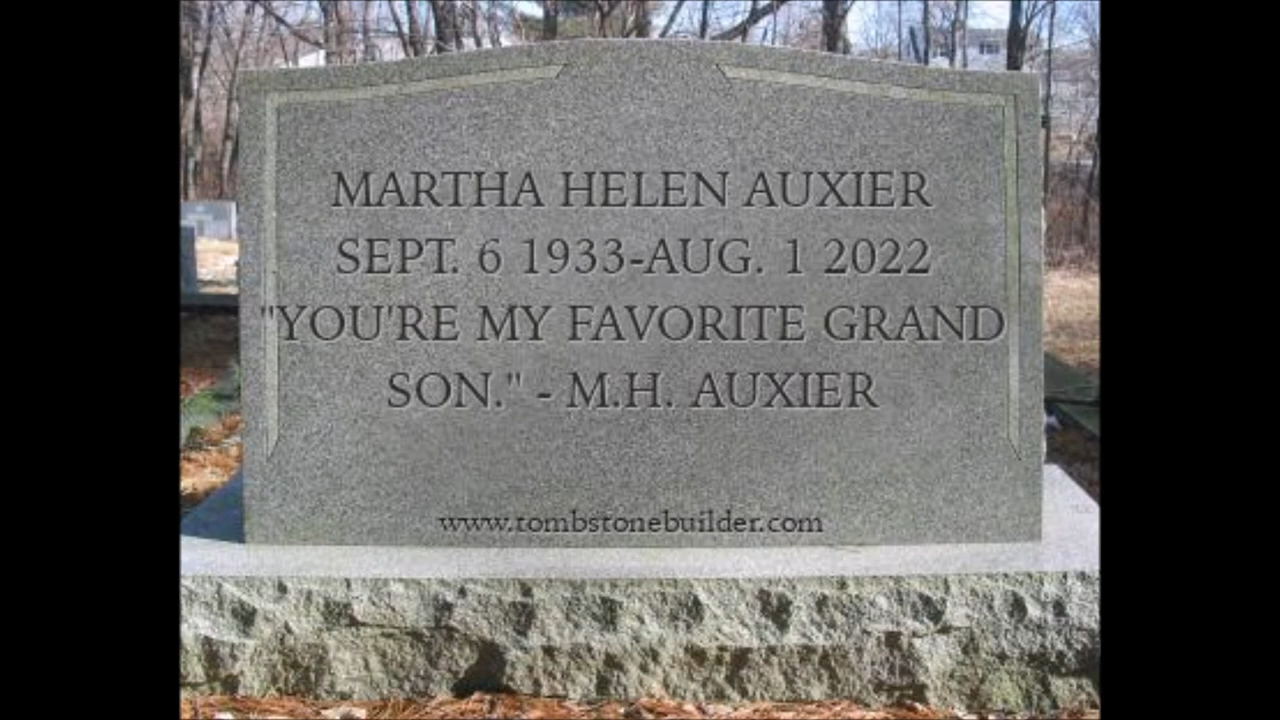 MARTHA HELEN AUXIER
SEPT. 6 1933-AUG. 1 2022
"YOU'RE MY FAVORITE GRAND
SON." - M.H. AUXIER
www.tombstonebuilder.com